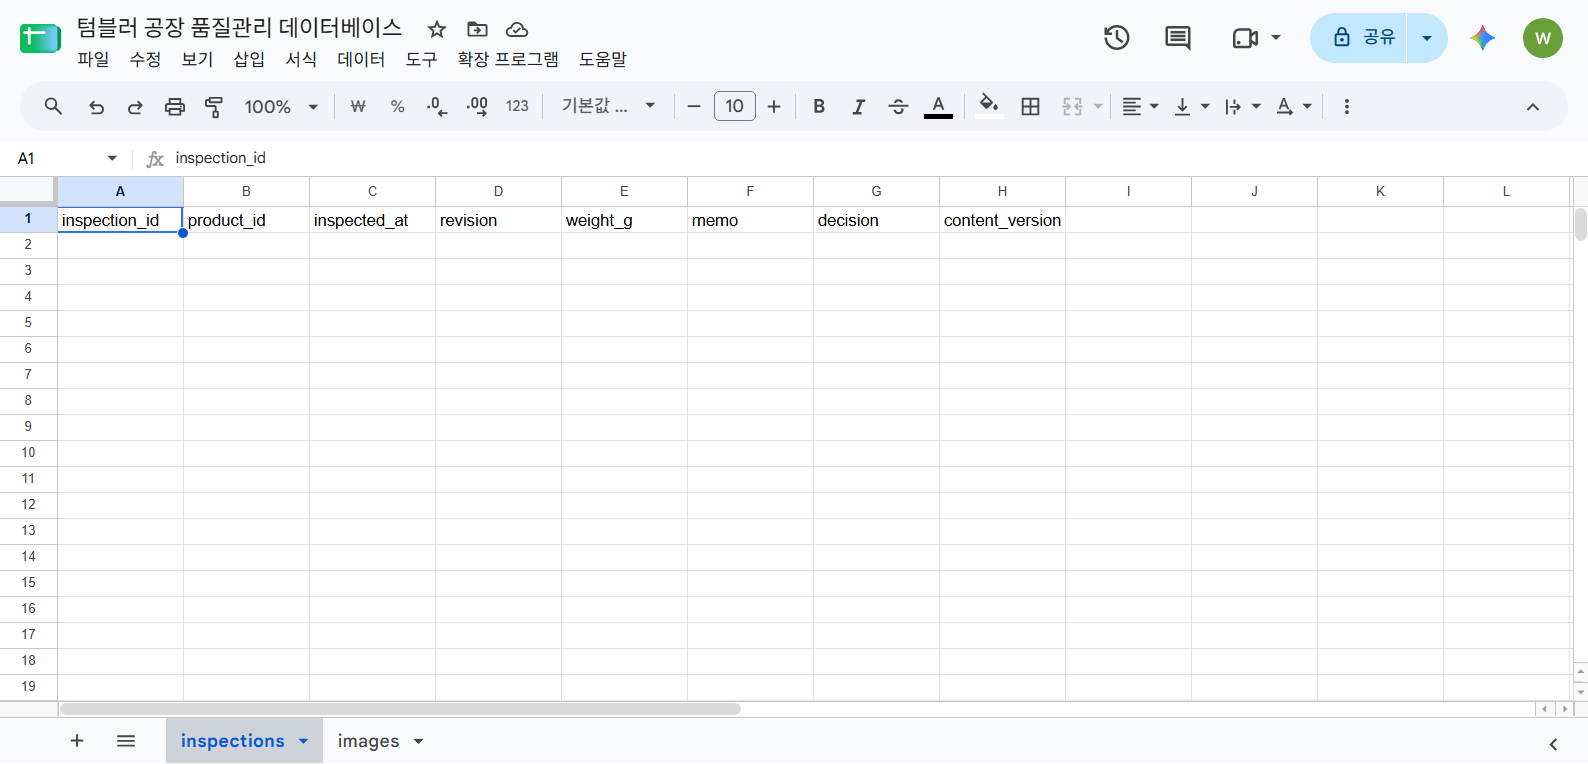 텀블러 공장 품질관리 데이터베이스
파일 수정 보기 삽입 서식 데이터 도구 확장 프로그램 도움말
공유
W
100% ₩ % .0 .00 123 기본값 ... 10 B I A A
A1 fx inspection_id
A B C D E F G H I J K L
1 inspection_id product_id inspected_at revision weight_g memo decision content_version
2
3
4
5
6
7
8
9
10
11
12
13
14
15
16
17
18
19
inspections images